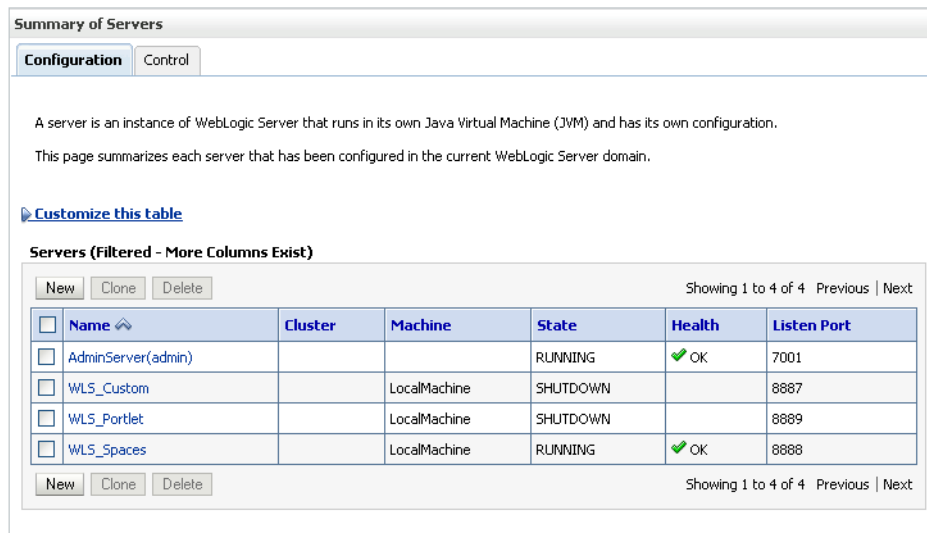 Summary of Servers
Configuration Control
A server is an instance of WebLogic Server that runs in its own Java Virtual Machine (JVM) and has its own configuration.
This page summarizes each server that has been configured in the current WebLogic Server domain.
Customize this table
Servers (Filtered - More Columns Exist)
New Clone Delete Showing 1 to 4 of 4 Previous | Next
Name Cluster Machine State Health Listen Port
AdminServer(admin) RUNNING OK 7001
WLS_Custom LocalMachine SHUTDOWN 8887
WLS_Portlet LocalMachine SHUTDOWN 8889
WLS_Spaces LocalMachine RUNNING OK 8888
New Clone Delete Showing 1 to 4 of 4 Previous | Next